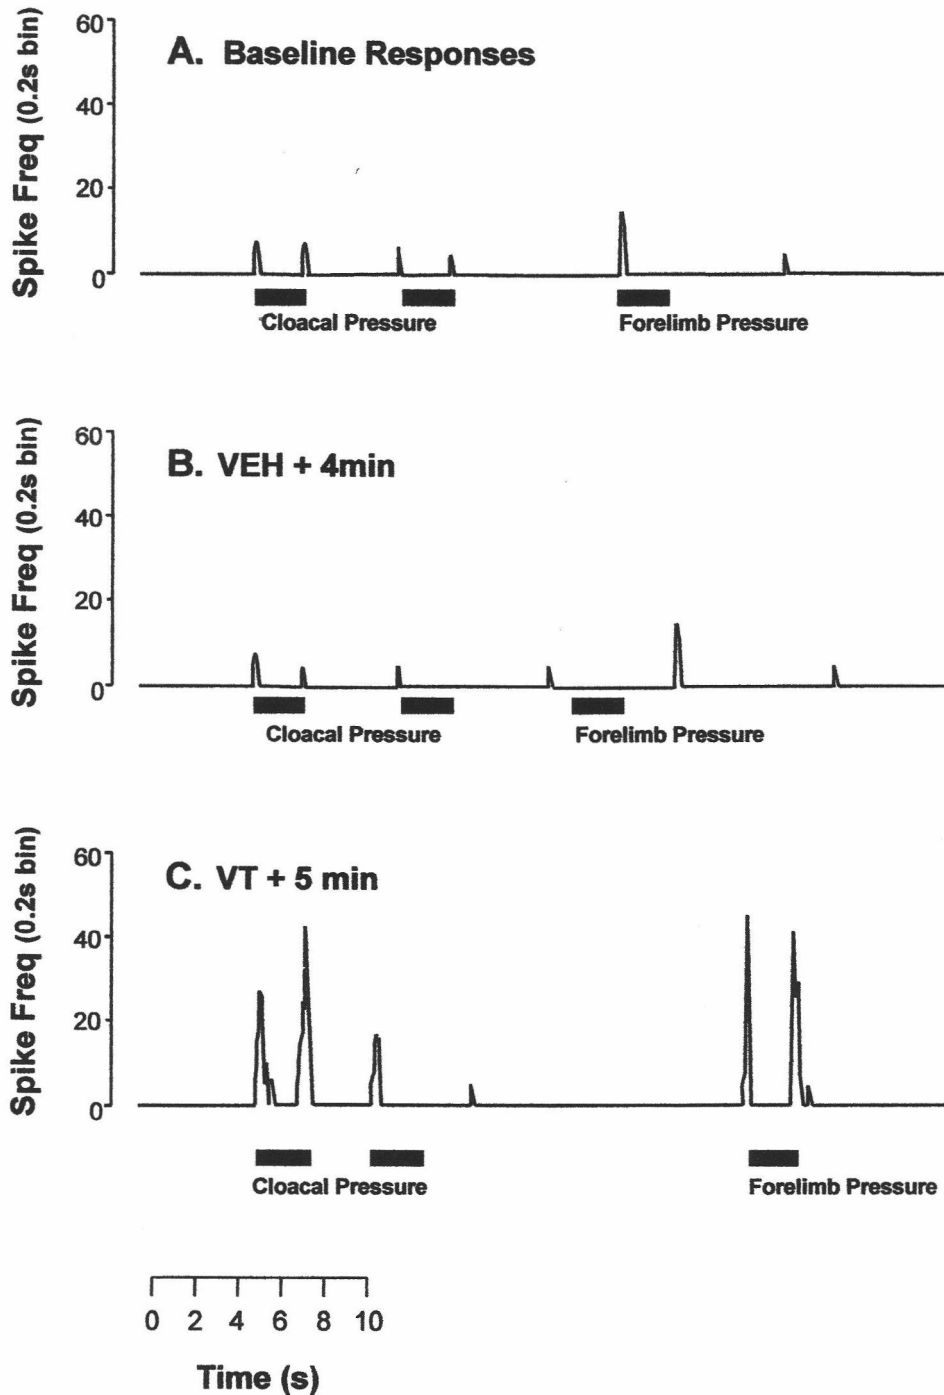 A. Baseline Responses
Spike Freq (0.2s bin)
60
40
20
0
Cloacal Pressure
Forelimb Pressure
B. VEH + 4min
Spike Freq (0.2s bin)
60
40
20
0
Cloacal Pressure
Forelimb Pressure
C. VT + 5 min
Spike Freq (0.2s bin)
60
40
20
0
Cloacal Pressure
Forelimb Pressure
0 2 4 6 8 10
Time (s)